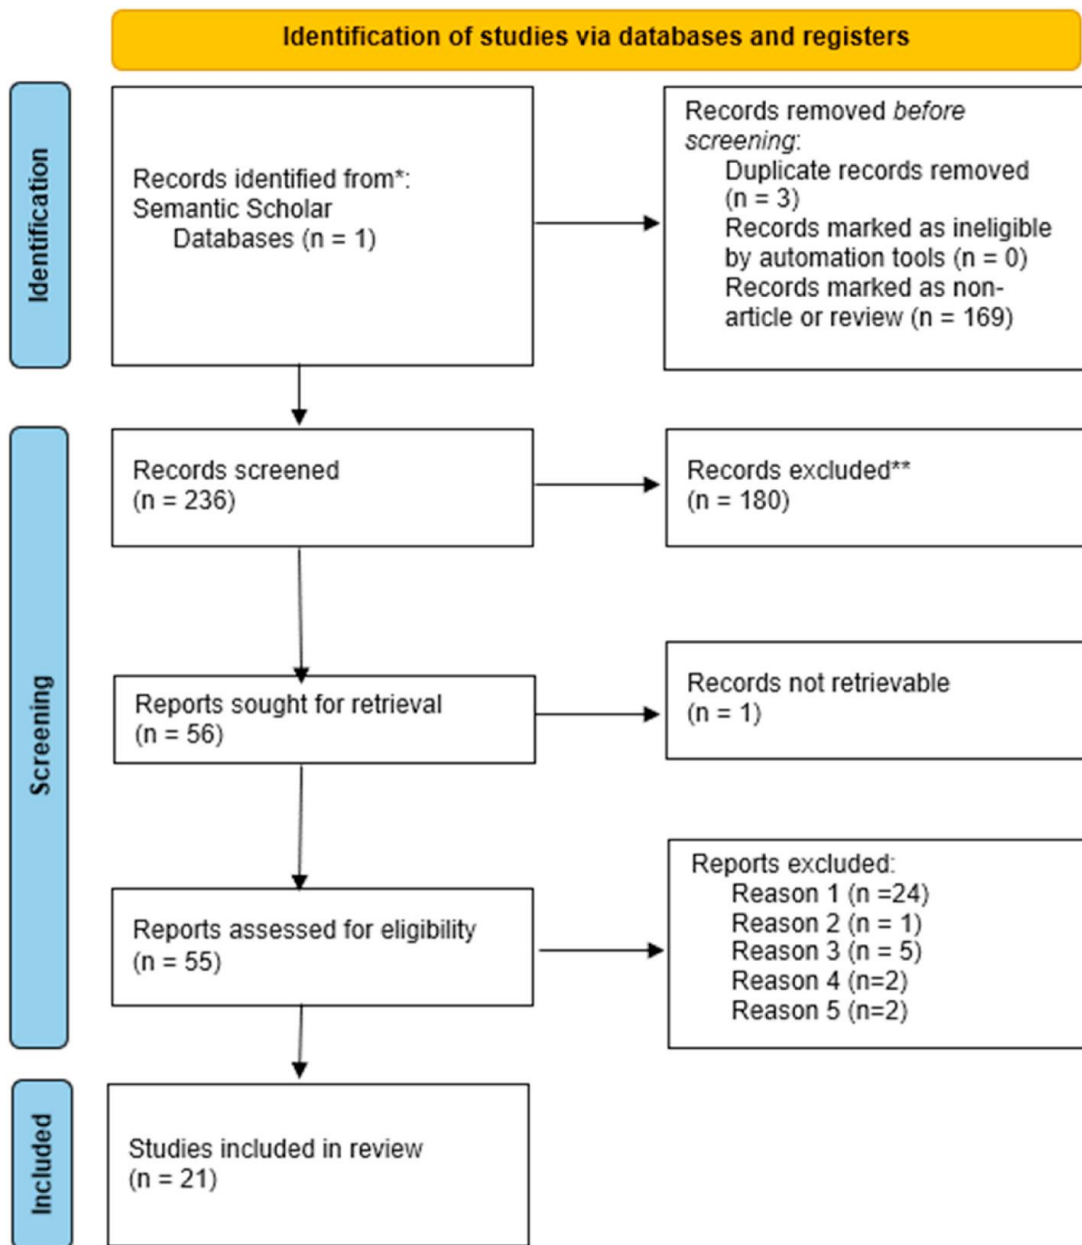 Identification of studies via databases and registers
Identification
Records identified from*:
Semantic Scholar
Databases (n = 1)
Records removed before
screening:
Duplicate records removed
(n = 3)
Records marked as ineligible
by automation tools (n = 0)
Records marked as non-
article or review (n = 169)
Screening
Records screened
(n = 236)
Records excluded**
(n = 180)
Reports sought for retrieval
(n = 56)
Records not retrievable
(n = 1)
Reports assessed for eligibility
(n = 55)
Reports excluded:
Reason 1 (n =24)
Reason 2 (n = 1)
Reason 3 (n = 5)
Reason 4 (n=2)
Reason 5 (n=2)
Included
Studies included in review
(n = 21)